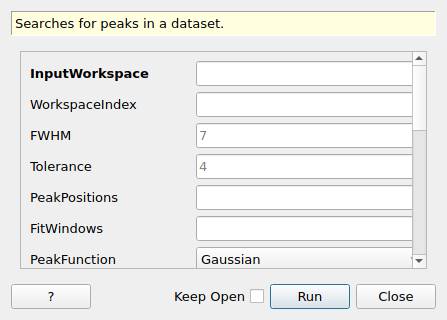 Searches for peaks in a dataset.
InputWorkspace
WorkspaceIndex
FWHM 7
Tolerance 4
PeakPositions
FitWindows
PeakFunction Gaussian
? Keep Open Run Close